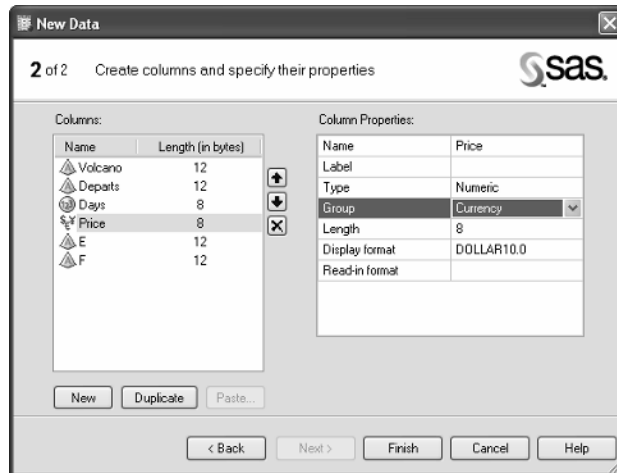 New Data
2 of 2 Create columns and specify their properties
sas.
Columns:
Name Length (in bytes)
Volcano 12
Departs 12
Days 8
Price 8
E 12
F 12
New Duplicate Paste...
Column Properties:
Name Price
Label
Type Numeric
Group Currency
Length 8
Display format DOLLAR10.0
Read-in format
< Back Next > Finish Cancel Help